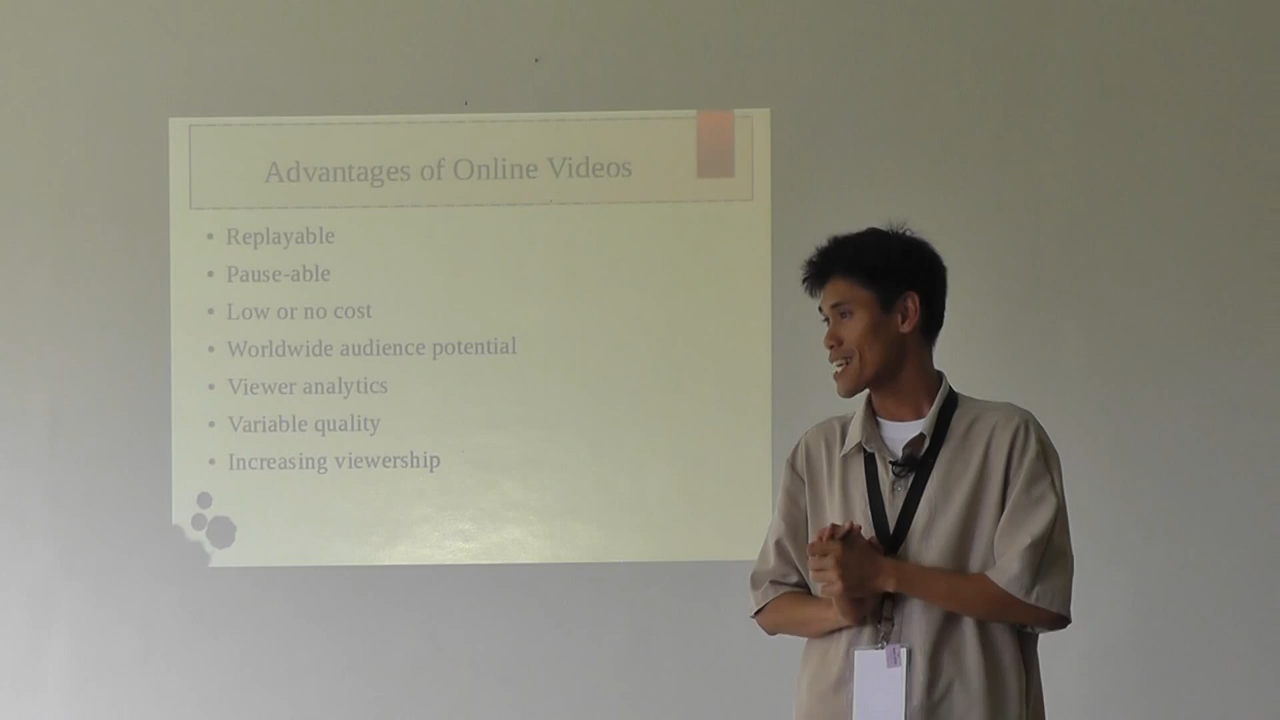 Advantages of Online Videos
• Replayable
• Pause-able
• Low or no cost
• Worldwide audience potential
• Viewer analytics
• Variable quality
• Increasing viewership